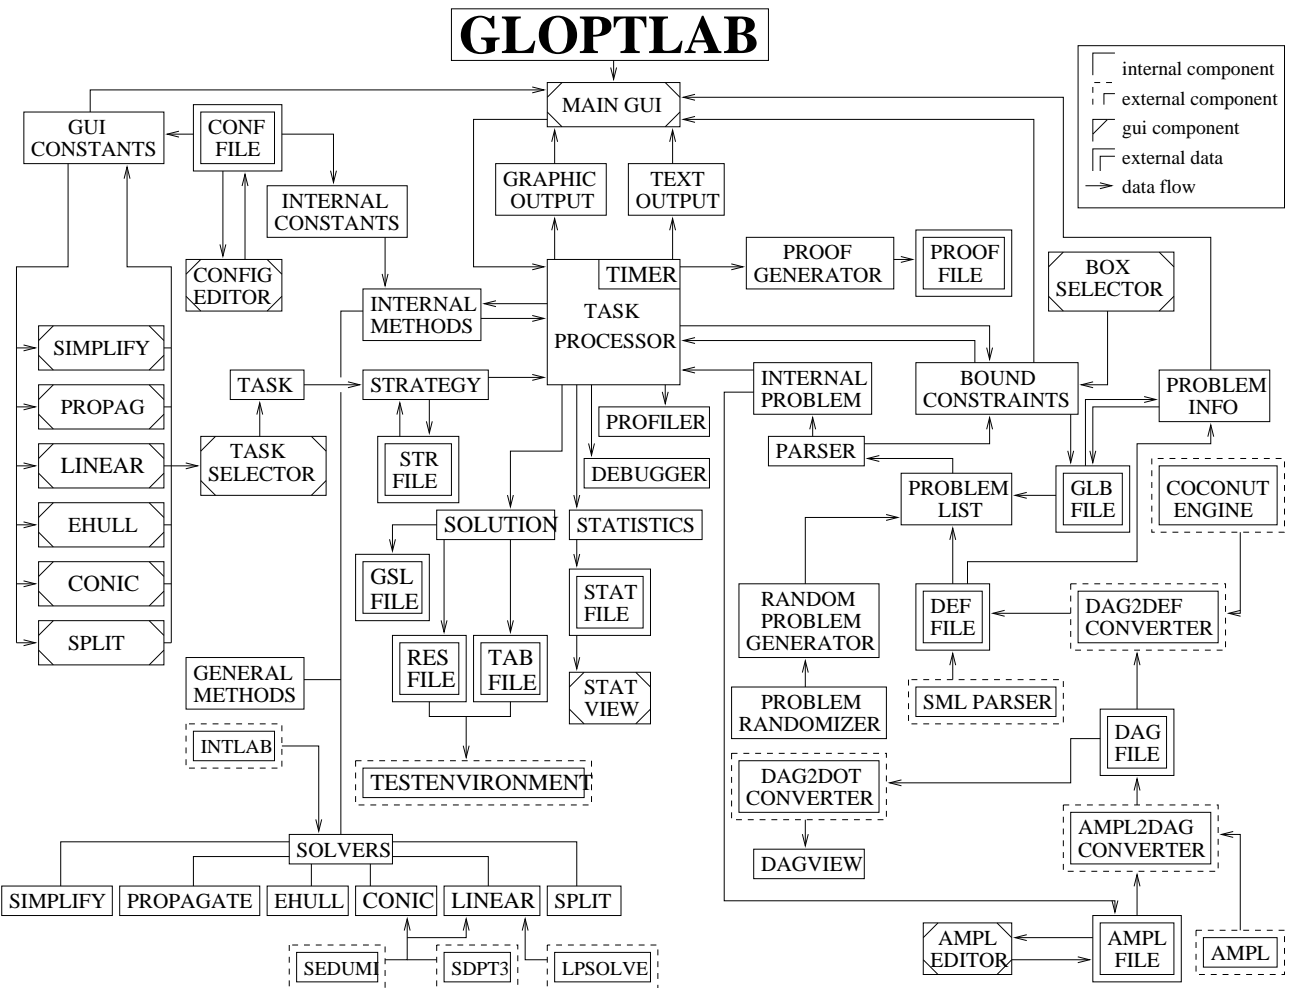 GLOPTLAB
internal component
external component
gui component
external data
data flow
MAIN GUI
GUI
CONSTANTS
CONF
FILE
GRAPHIC
OUTPUT
TEXT
OUTPUT
INTERNAL
CONSTANTS
CONFIG
EDITOR
TIMER
TASK
PROCESSOR
PROOF
GENERATOR
PROOF
FILE
BOX
SELECTOR
INTERNAL
METHODS
SIMPLIFY
PROPAG
LINEAR
EHULL
CONIC
SPLIT
TASK
STRATEGY
TASK
SELECTOR
STR
FILE
PROFILER
DEBUGGER
INTERNAL
PROBLEM
PARSER
BOUND
CONSTRAINTS
PROBLEM
INFO
PROBLEM
LIST
GLB
FILE
COCONUT
ENGINE
SOLUTION
STATISTICS
GSL
FILE
STAT
FILE
RES
FILE
TAB
FILE
STAT
VIEW
RANDOM
PROBLEM
GENERATOR
DEF
FILE
DAG2DEF
CONVERTER
GENERAL
METHODS
PROBLEM
RANDOMIZER
SML PARSER
INTLAB
TESTENVIRONMENT
DAG2DOT
CONVERTER
DAG
FILE
SOLVERS
DAGVIEW
AMPL2DAG
CONVERTER
SIMPLIFY
PROPAGATE
EHULL
CONIC
LINEAR
SPLIT
SEDUMI
SDPT3
LPSOLVE
AMPL
EDITOR
AMPL
FILE
AMPL